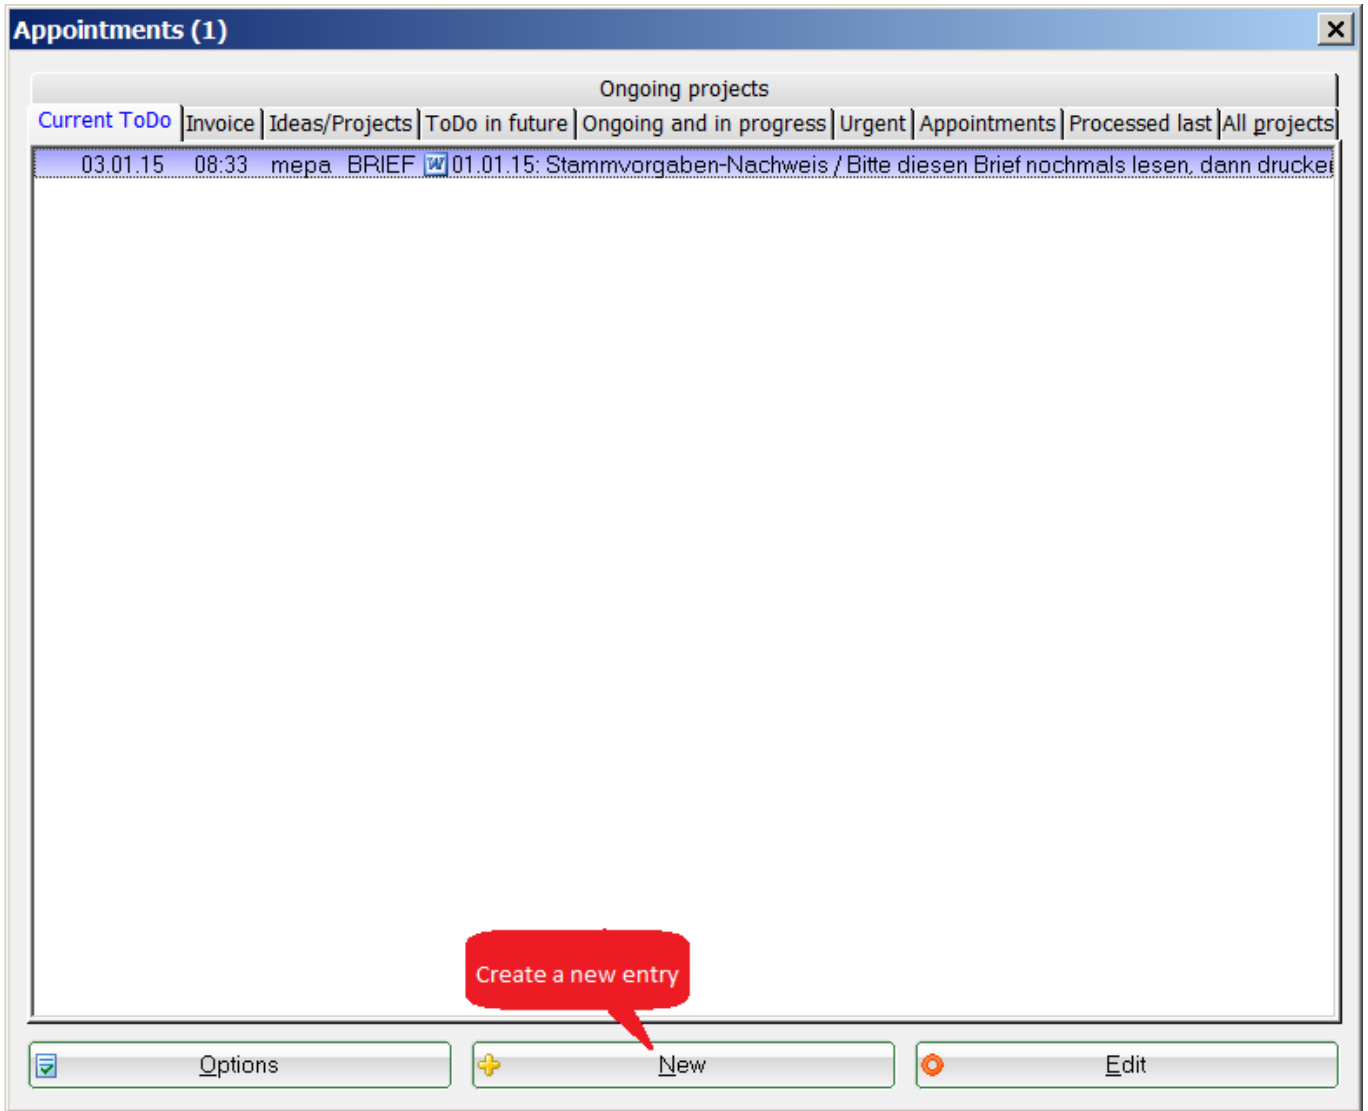 Appointments (1)
Ongoing projects
Current ToDo Invoice Ideas/Projects ToDo in future Ongoing and in progress Urgent Appointments Processed last All projects
03.01.15 08:33 mepa BRIEF 01.01.15: Stammvorgaben-Nachweis / Bitte diesen Brief nochmals lesen, dann drucken
Create a new entry
Options New Edit